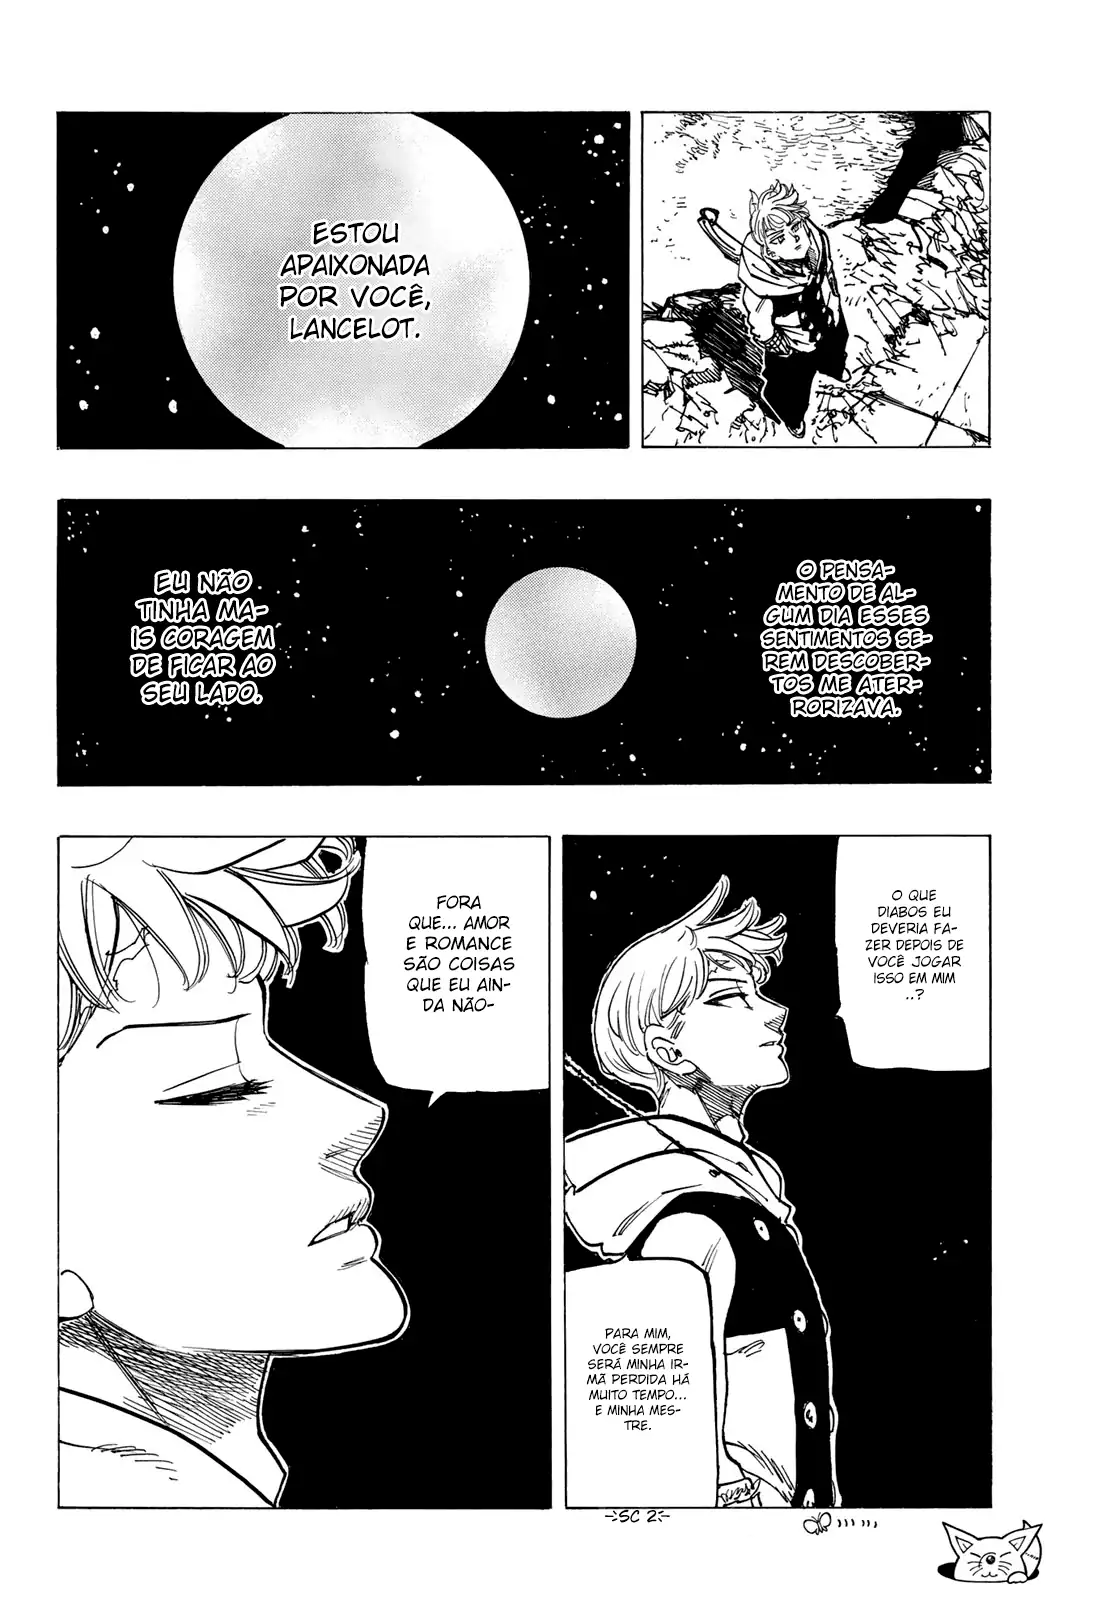 ESTOU
APAIXONADA
POR VOCÊ,
LANCELOT.
O PENSA-
MENTO DE AL-
GUM DIA ESSES
SENTIMENTOS SE-
REM DESCOBER-
TOS ME ATER-
RORIZAVA.
EU NÃO
TINHA MA-
IS CORAGEM
DE FICAR AO
SEU LADO.
O QUE
DIABOS EU
DEVERIA FA-
ZER DEPOIS DE
VOCÊ JOGAR
ISSO EM MIM
..?
PARA MIM,
VOCÊ SEMPRE
SERÁ MINHA IR-
MÃ PERDIDA HÁ
MUITO TEMPO...
E MINHA MES-
TRE.
FORA
QUE... AMOR
E ROMANCE
SÃO COISAS
QUE EU AIN-
DA NÃO-
SC 2